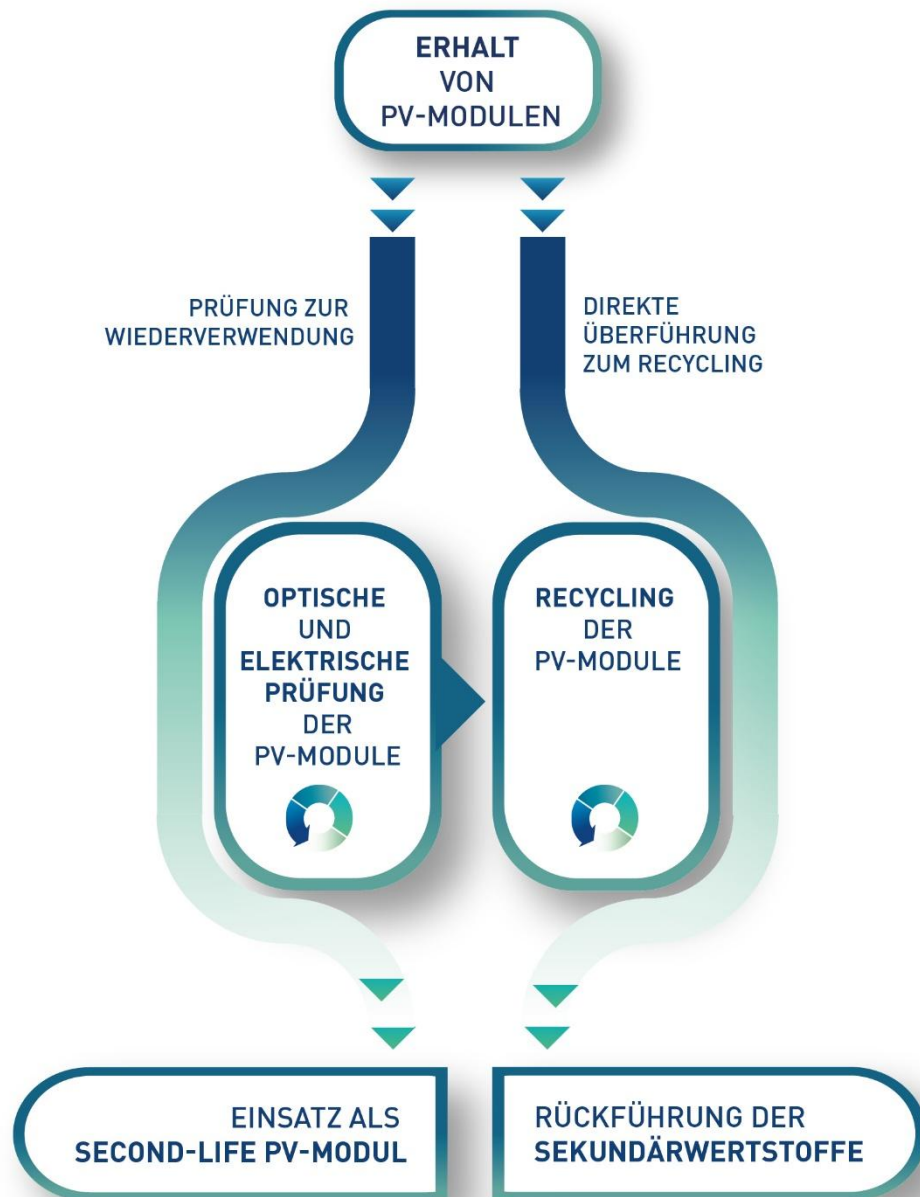 ERHALT
VON
PV-MODULEN
PRÜFUNG ZUR
WIEDERVERWENDUNG
DIREKTE
ÜBERFÜHRUNG
ZUM RECYCLING
OPTISCHE
UND
ELEKTRISCHE
PRÜFUNG
DER
PV-MODULE
RECYCLING
DER
PV-MODULE
EINSATZ ALS
SECOND-LIFE PV-MODUL
RÜCKFÜHRUNG DER
SEKUNDÄRWERTSTOFFE